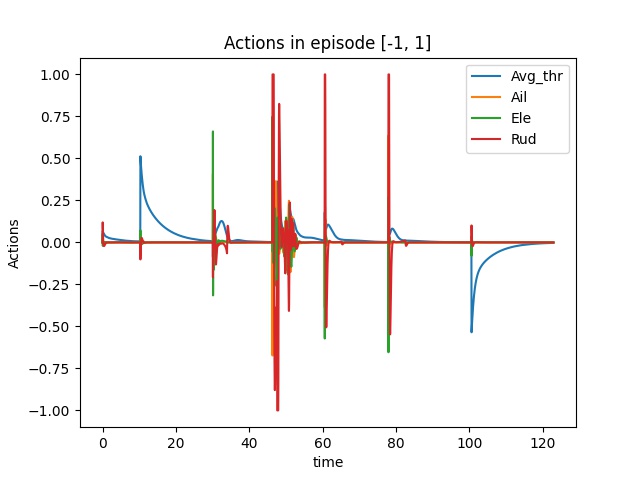 Actions in episode [-1, 1]
Avg_thr
Ail
Ele
Rud
1.00
0.75
0.50
0.25
0.00
−0.25
−0.50
−0.75
−1.00
Actions
0 20 40 60 80 100 120
time